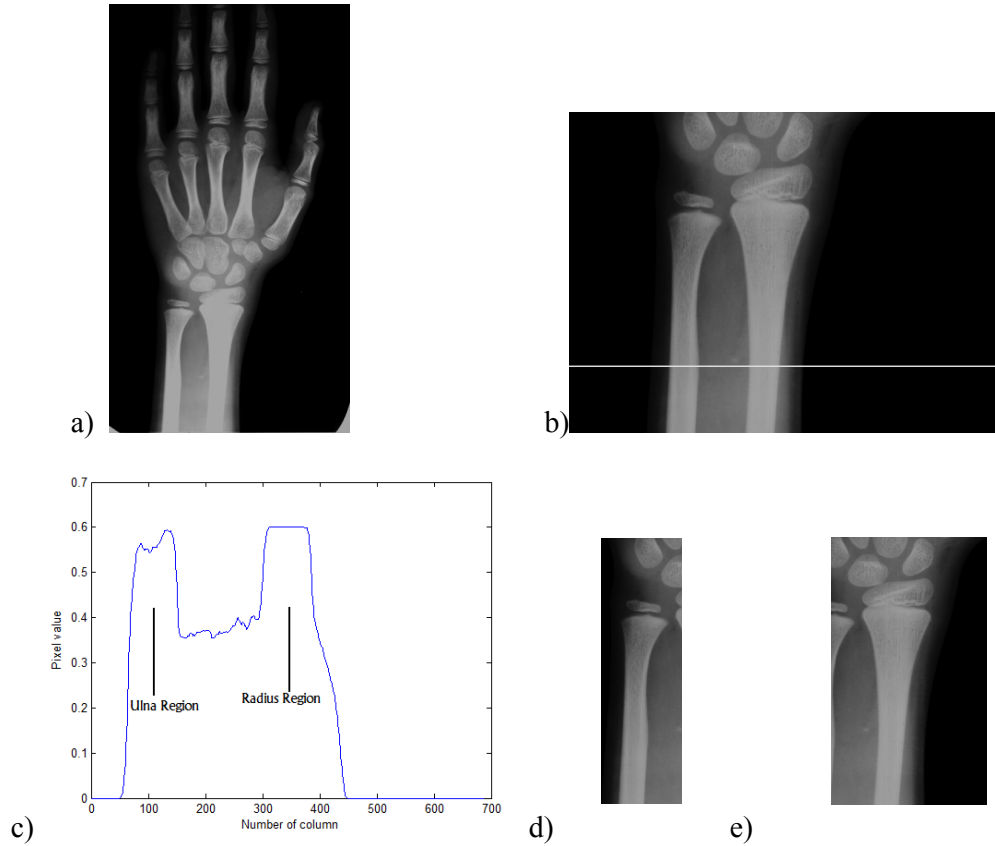 a)
b)
0.7
0.6
0.5
0.4
0.3
0.2
0.1
0
Pixel value
Ulna Region
Radius Region
0 100 200 300 400 500 600 700
Number of column
c)
d)
e)